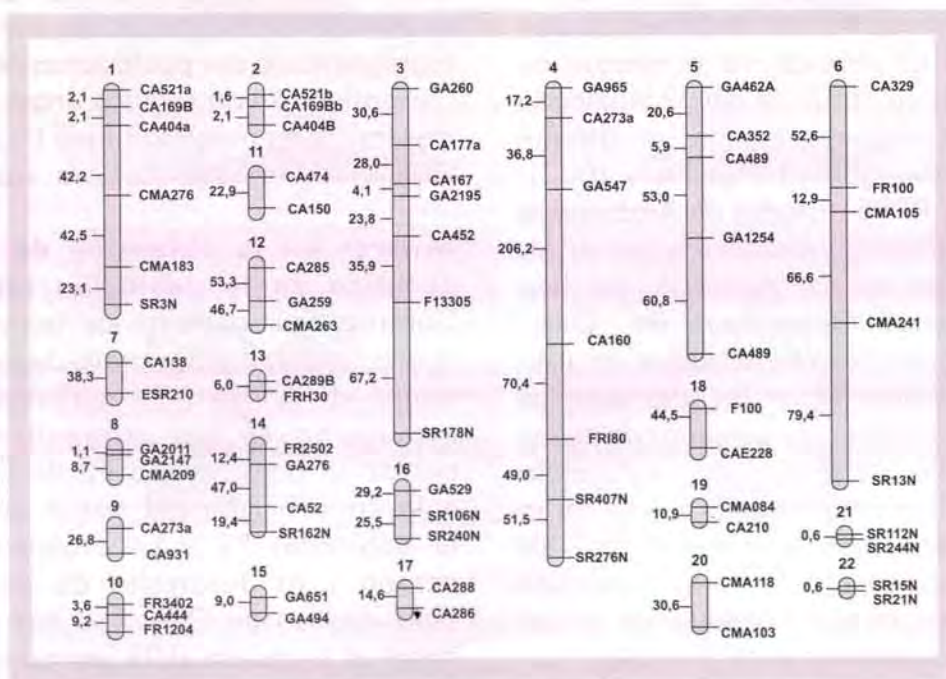 1
CA521a
2,1
CA169B
2,1
CA404a
42,2
CMA276
42,5
CMA183
23,1
SR3N
2
1,6
CA521b
CA169Bb
2,1
CA404B
3
GA260
30,6
CA177a
28,0
CA167
4,1
GA2195
23,8
CA452
35,9
F13305
67,2
SR178N
4
GA965
17,2
CA273a
36,8
GA547
206,2
CA160
70,4
FRI80
49,0
SR407N
51,5
SR276N
5
GA462A
20,6
CA352
5,9
CA489
53,0
GA1254
60,8
CA489
6
CA329
52,6
FR100
12,9
CMA105
66,6
CMA241
79,4
SR13N
7
CA138
38,3
ESR210
8
1,1
GA2011
GA2147
8,7
CMA209
9
CA273a
26,8
CA931
10
3,6
FR3402
CA444
9,2
FR1204
11
CA474
22,9
CA150
12
CA285
53,3
GA259
46,7
CMA263
13
CA289B
6,0
FRH30
14
FR2502
12,4
GA276
47,0
CA52
19,4
SR162N
15
GA651
9,0
GA494
16
GA529
29,2
SR106N
25,5
SR240N
17
CA288
14,6
CA286
18
F100
44,5
CAE228
19
CMA084
10,9
CA210
20
CMA118
30,6
CMA103
21
SR112N
0,6
SR244N
22
0,6
SR15N
SR21N